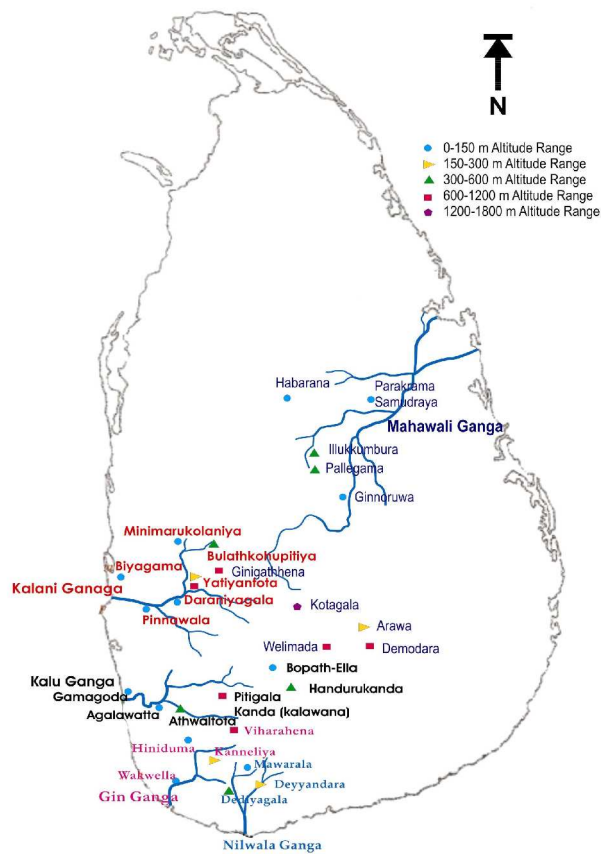 N
0-150 m Altitude Range
150-300 m Altitude Range
300-600 m Altitude Range
600-1200 m Altitude Range
1200-1800 m Altitude Range
Habarana
Parakrama
Samudraya
Mahawali Ganga
Illukkumbura
Pallegama
Ginnoruwa
Minimarukolaniya
Bulathkohupitiya
Biyagama
Ginigathhena
Kalani Ganaga
Yatiyanfota
Daraniyagala
Pinnawala
Kotagala
Arawa
Welimada
Demodara
Bopath-Ella
Kalu Ganga
Gamagoda
Handurukanda
Pitigala
Agalawatta
Athwaltota
Kanda (kalawana)
Viharahena
Hiniduma
Kanneliya
Mawarala
Wakwella
Deyyandara
Gin Ganga
Dediyagala
Nilwala Ganga